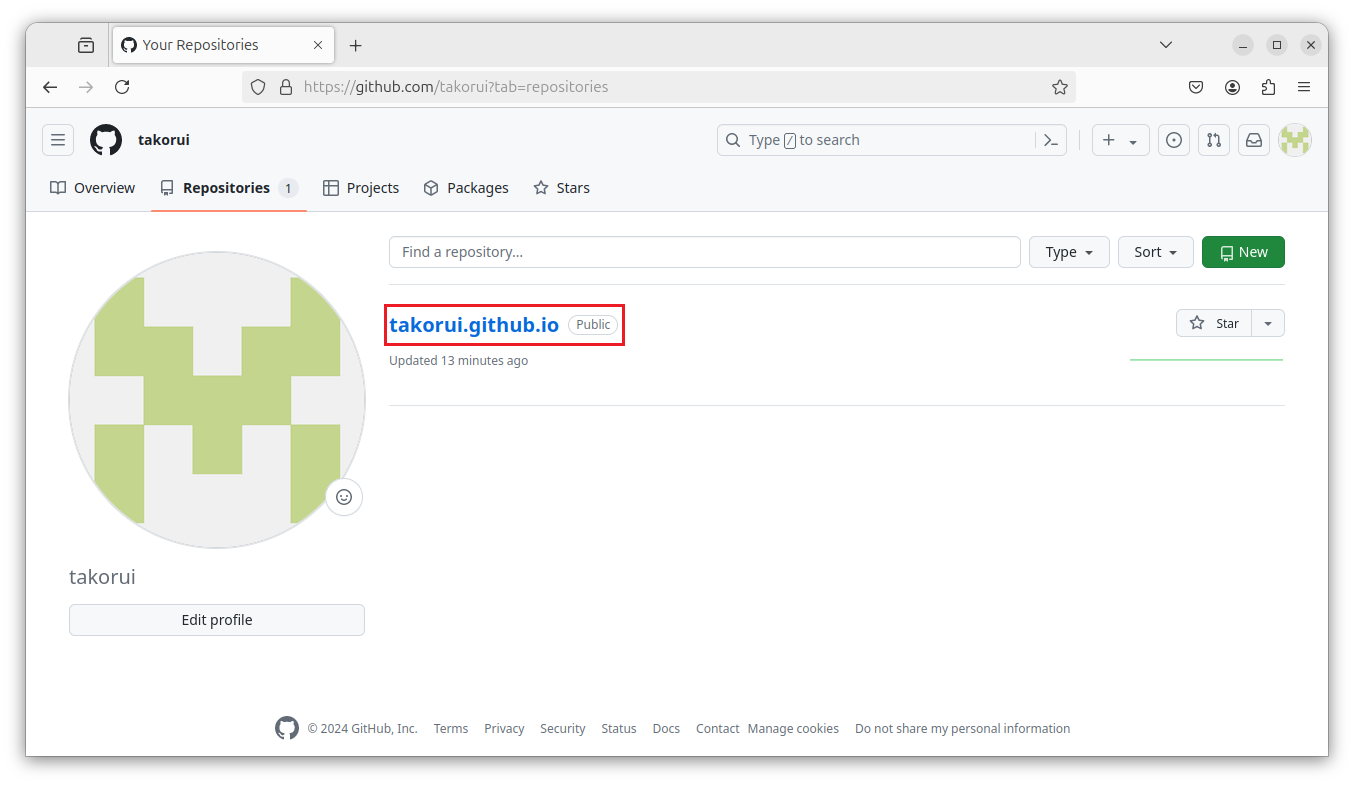 Your Repositories
https://github.com/takorui?tab=repositories
takorui
Type / to search
Overview Repositories 1 Projects Packages Stars
Find a repository... Type Sort New
takorui.github.io Public Star
Updated 13 minutes ago
takorui
Edit profile
© 2024 GitHub, Inc. Terms Privacy Security Status Docs Contact Manage cookies Do not share my personal information